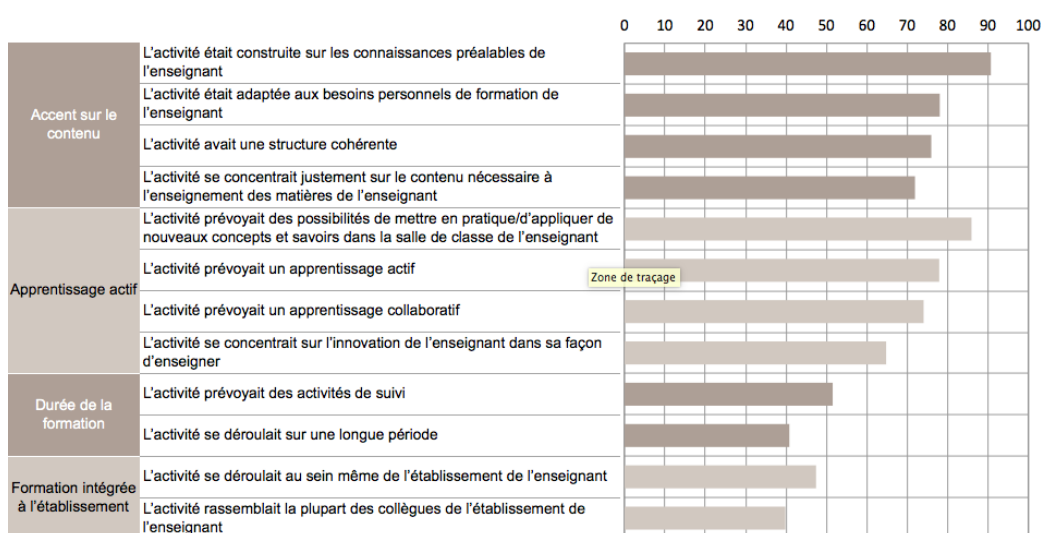 0 10 20 30 40 50 60 70 80 90 100
Accent sur le
contenu
L’activité était construite sur les connaissances préalables de
l’enseignant
L’activité était adaptée aux besoins personnels de formation de
l’enseignant
L’activité avait une structure cohérente
L’activité se concentrait justement sur le contenu nécessaire à
l’enseignement des matières de l’enseignant
Apprentissage actif
L’activité prévoyait des possibilités de mettre en pratique/d’appliquer de
nouveaux concepts et savoirs dans la salle de classe de l’enseignant
L’activité prévoyait un apprentissage actif
Zone de traçage
L’activité prévoyait un apprentissage collaboratif
L’activité se concentrait sur l’innovation de l’enseignant dans sa façon
d’enseigner
Durée de la
formation
L’activité prévoyait des activités de suivi
L’activité se déroulait sur une longue période
Formation intégrée
à l’établissement
L’activité se déroulait au sein même de l’établissement de l’enseignant
L’activité rassemblait la plupart des collègues de l’établissement de
l’enseignant